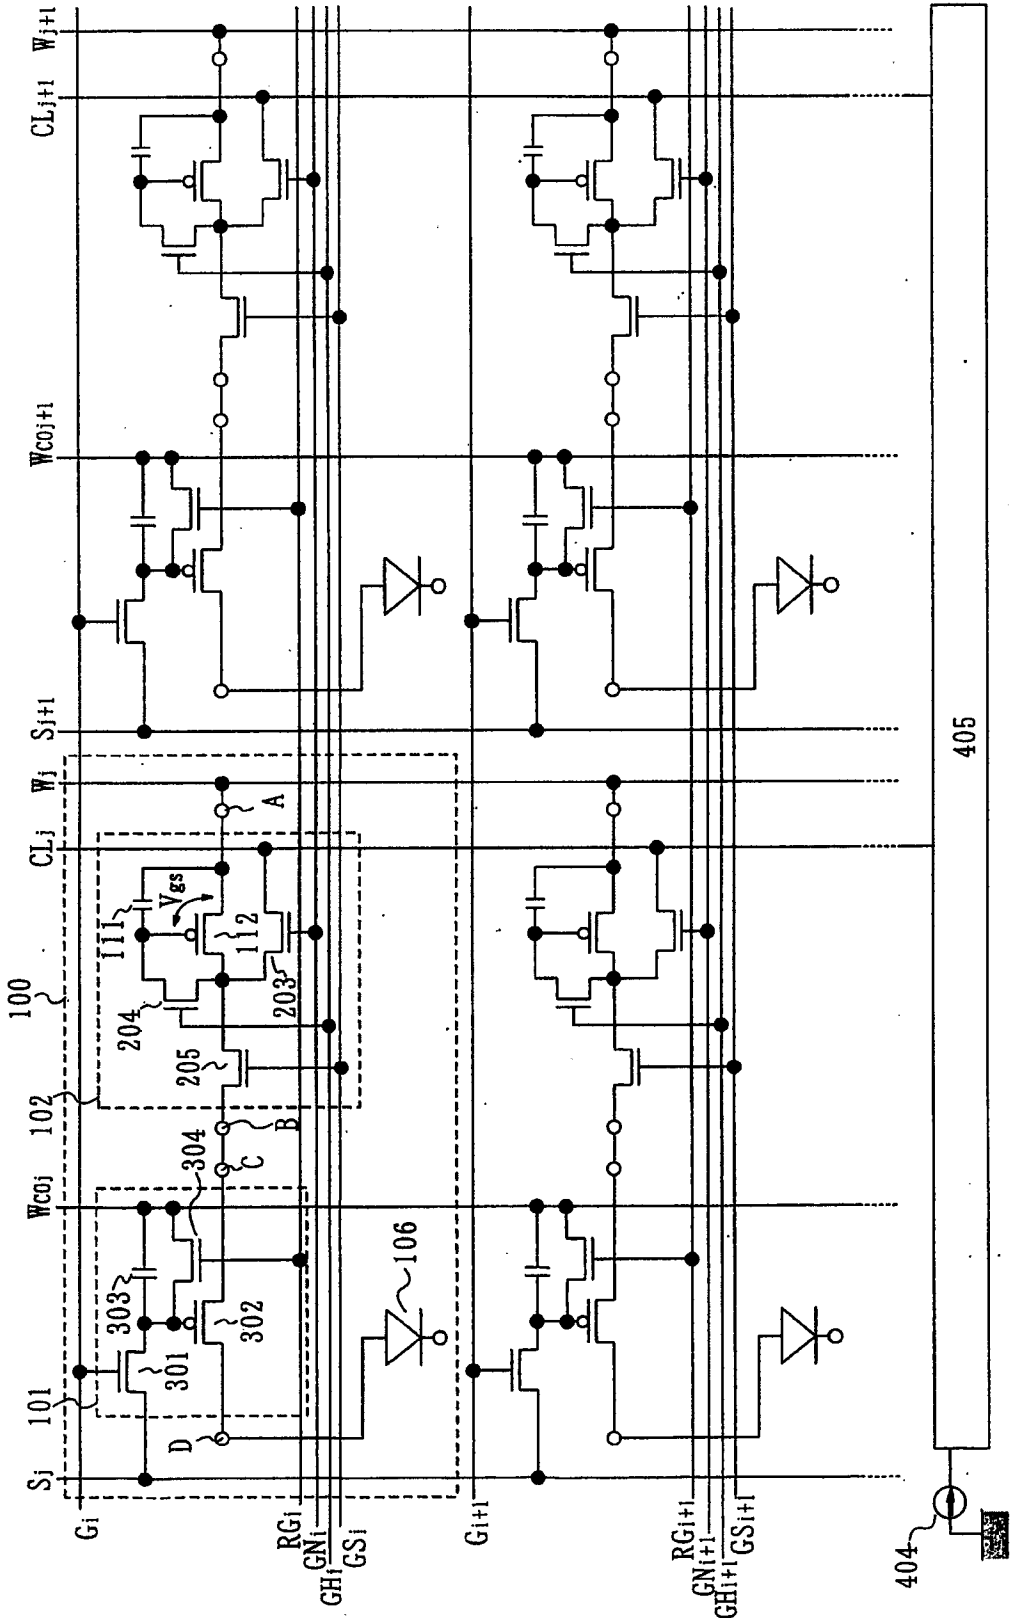 Sj
WCOj
CLj
Wj
Sj+1
WCOj+1
CLj+1
Wj+1
100
101
102
Gi
301
303
304
302
D
C
B
205
204
111
Vgs
112
203
A
106
RGi
GNi
GHi
GSi
Gi+1
RGi+1
GNi+1
GHi+1
GSi+1
404
405